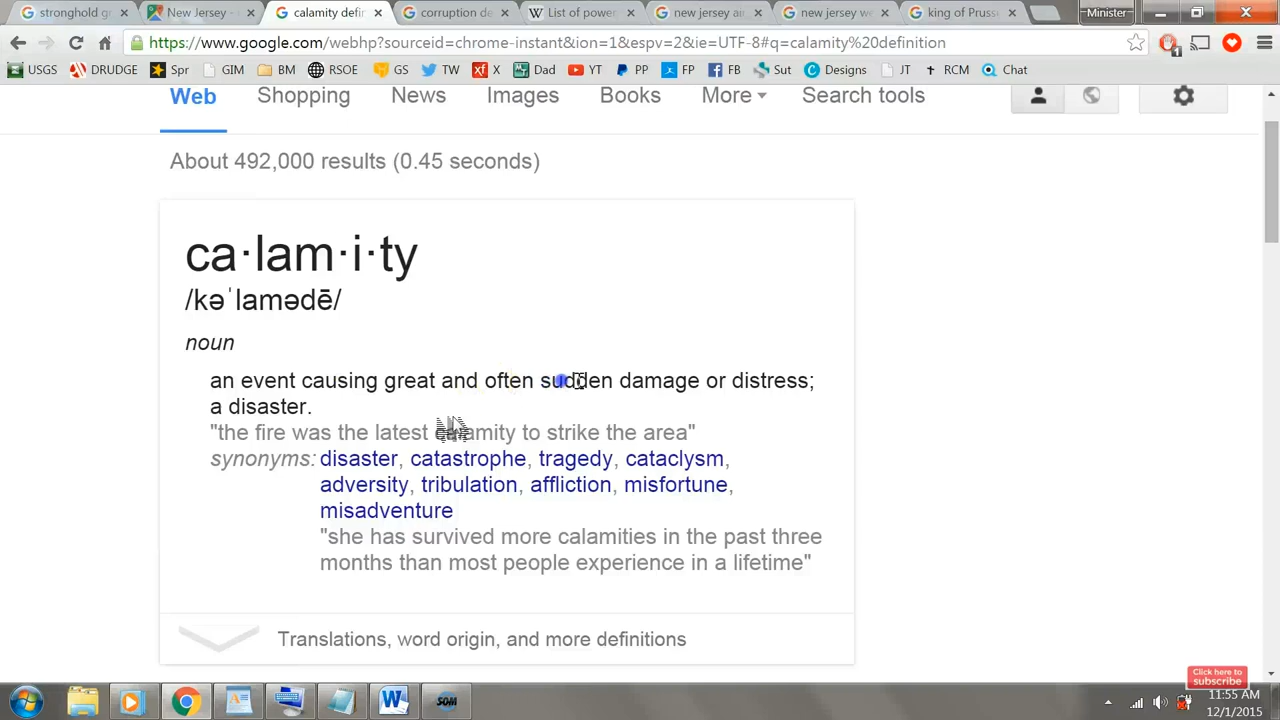 stronghold gr
New Jersey -
calamity defin
corruption de
List of power
new jersey au
new jersey we
king of Prussi
Minister
https://www.google.com/webhp?sourceid=chrome-instant&ion=1&espv=2&ie=UTF-8#q=calamity%20definition
1
USGS DRUDGE Sp GIM BM RSOE GS TW X Dad YT PP FP FB Sut Designs JT RCM Chat
Web Shopping News Images Books More Search tools
About 492,000 results (0.45 seconds)
ca·lam·i·ty
/kəˈlamədē/
noun
an event causing great and often sudden damage or distress;
a disaster.
"the fire was the latest calamity to strike the area"
synonyms: disaster, catastrophe, tragedy, cataclysm,
adversity, tribulation, affliction, misfortune,
misadventure
"she has survived more calamities in the past three
months than most people experience in a lifetime"
Translations, word origin, and more definitions
Click here to
subscribe
SOM
11:55 AM
12/1/2015